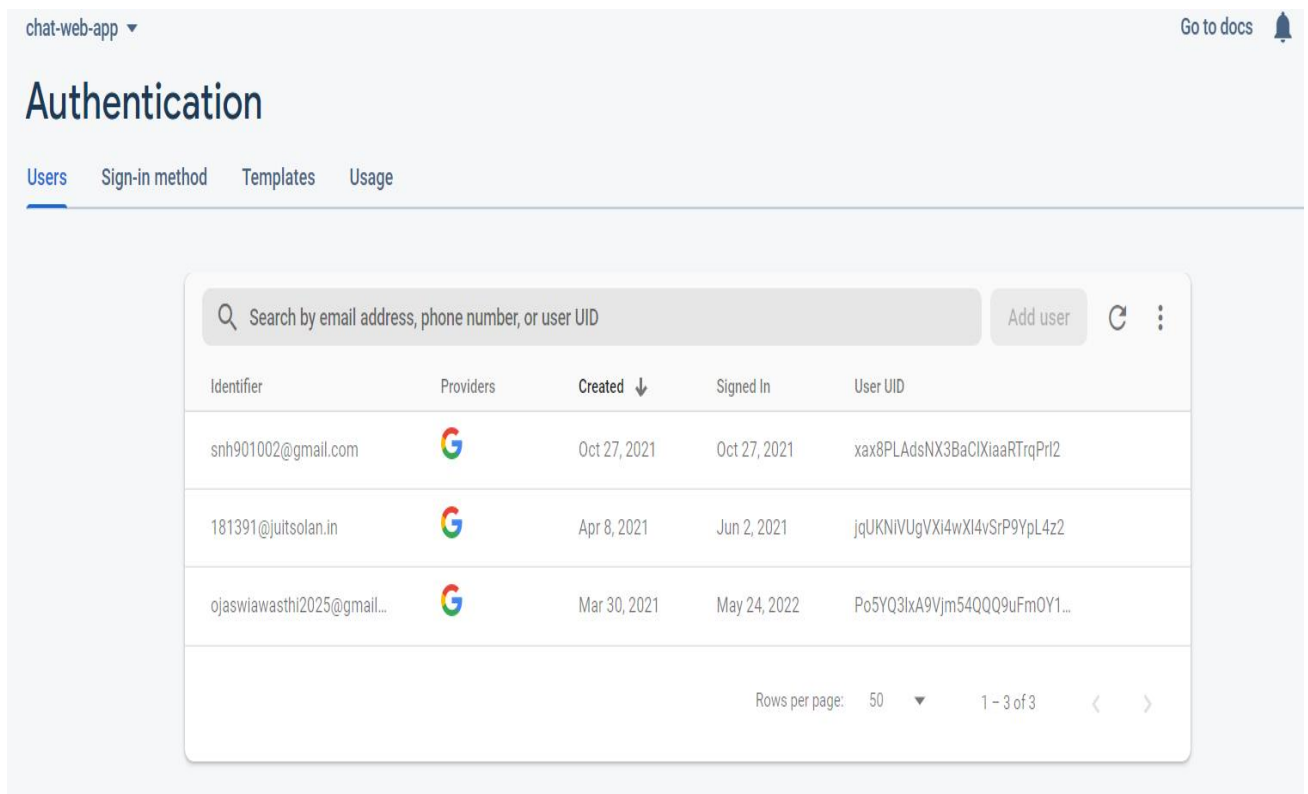 chat-web-app Go to docs
Authentication
Users Sign-in method Templates Usage
Search by email address, phone number, or user UID Add user
Identifier Providers Created Signed In User UID
snh901002@gmail.com Oct 27, 2021 Oct 27, 2021 xax8PLAdsNX3BaClXiaaRTrqPrI2
181391@juitsolan.in Apr 8, 2021 Jun 2, 2021 jqUKNiVUgVXi4wXl4vSrP9YpL4z2
ojaswiawasthi2025@gmail... Mar 30, 2021 May 24, 2022 Po5YQ3lxA9Vjm54QQQ9uFmOY1...
Rows per page: 50 1 – 3 of 3